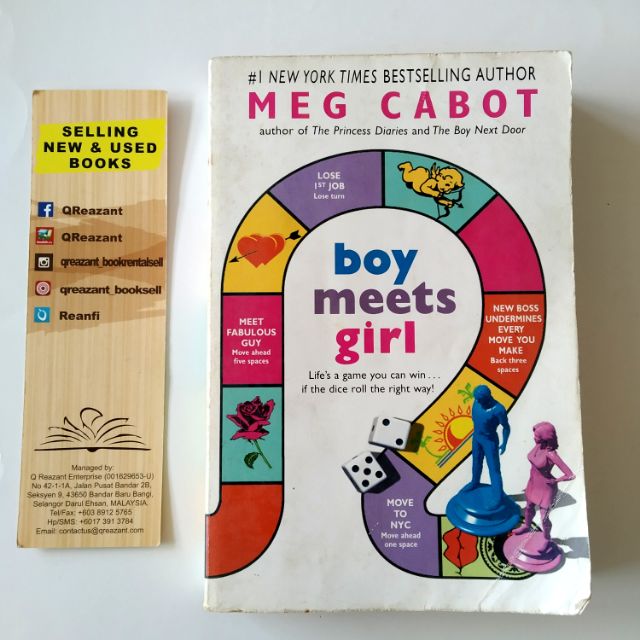 SELLING
NEW & USED
BOOKS
QReazant
QReazant
qreazant_bookrentalsell
qreazant_booksell
Reanfi
Managed by:
Q Reazant Enterprise (001629653-U)
No 42-1-1A, Jalan Pusat Bandar 2B,
Seksyen 9, 43650 Bandar Baru Bangi,
Selangor Darul Ehsan, MALAYSIA.
Tel/Fax: +603 8912 5765
Hp/SMS: +6017 391 3784
Email: contactus@qreazant.com
#1 NEW YORK TIMES BESTSELLING AUTHOR
MEG CABOT
author of The Princess Diaries and The Boy Next Door
LOSE
1ST JOB
Lose turn
boy
meets
girl
Life's a game you can win...
if the dice roll the right way!
MEET
FABULOUS
GUY
Move ahead
five spaces
NEW BOSS
UNDERMINES
EVERY
MOVE YOU
MAKE
Back three
spaces
MOVE
TO
NYC
Move ahead
one space